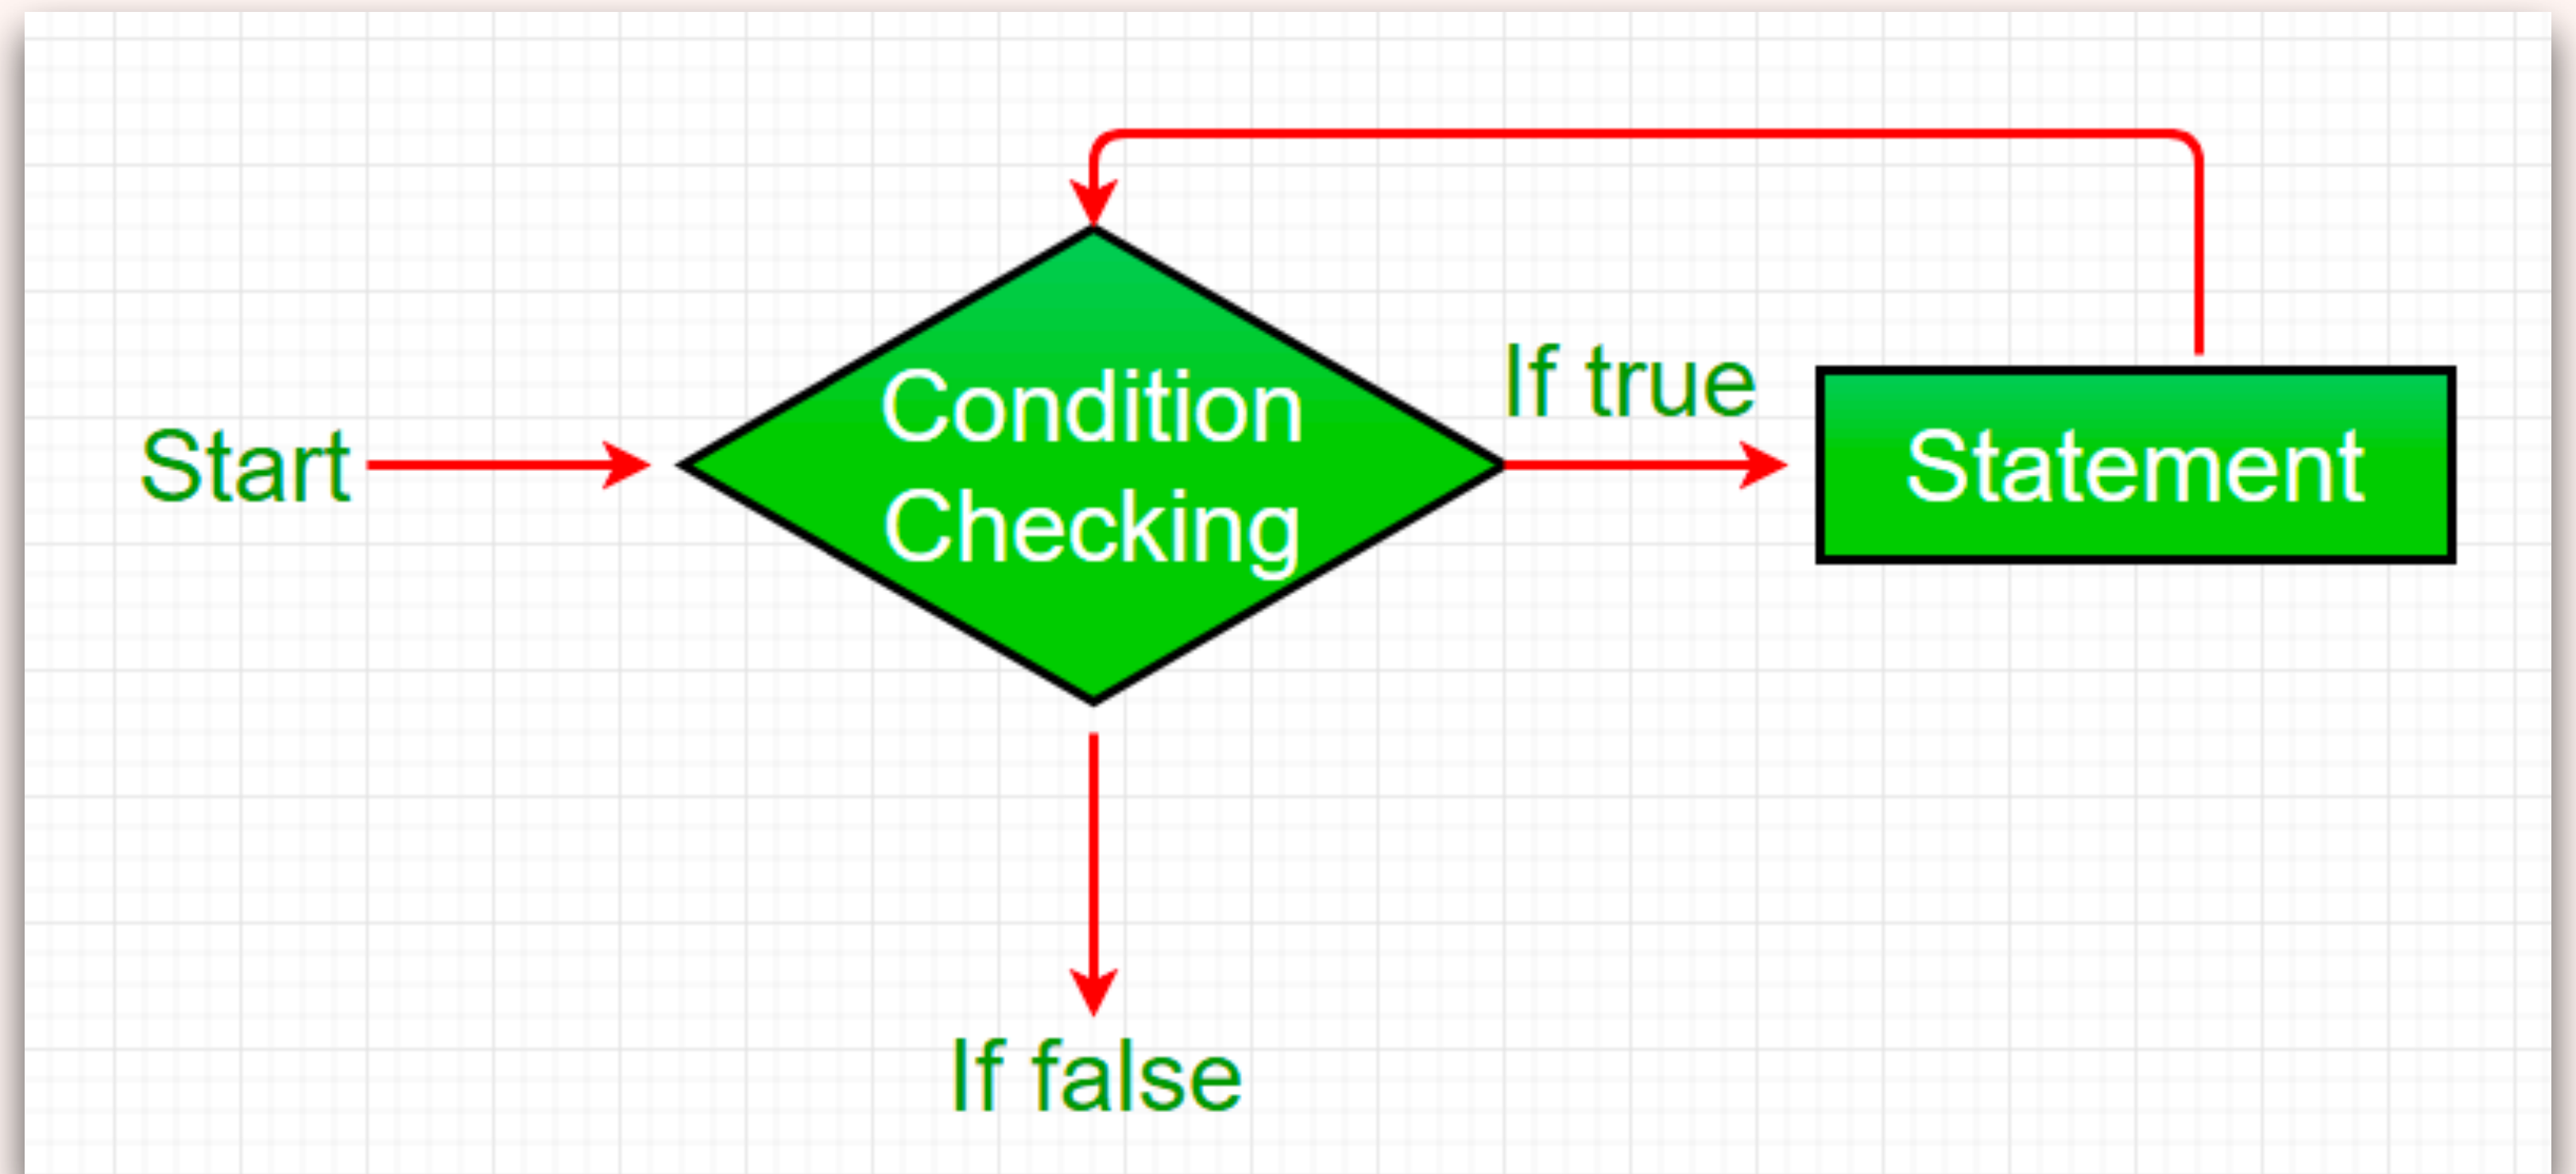 Start
Condition
Checking
If true
Statement
If false